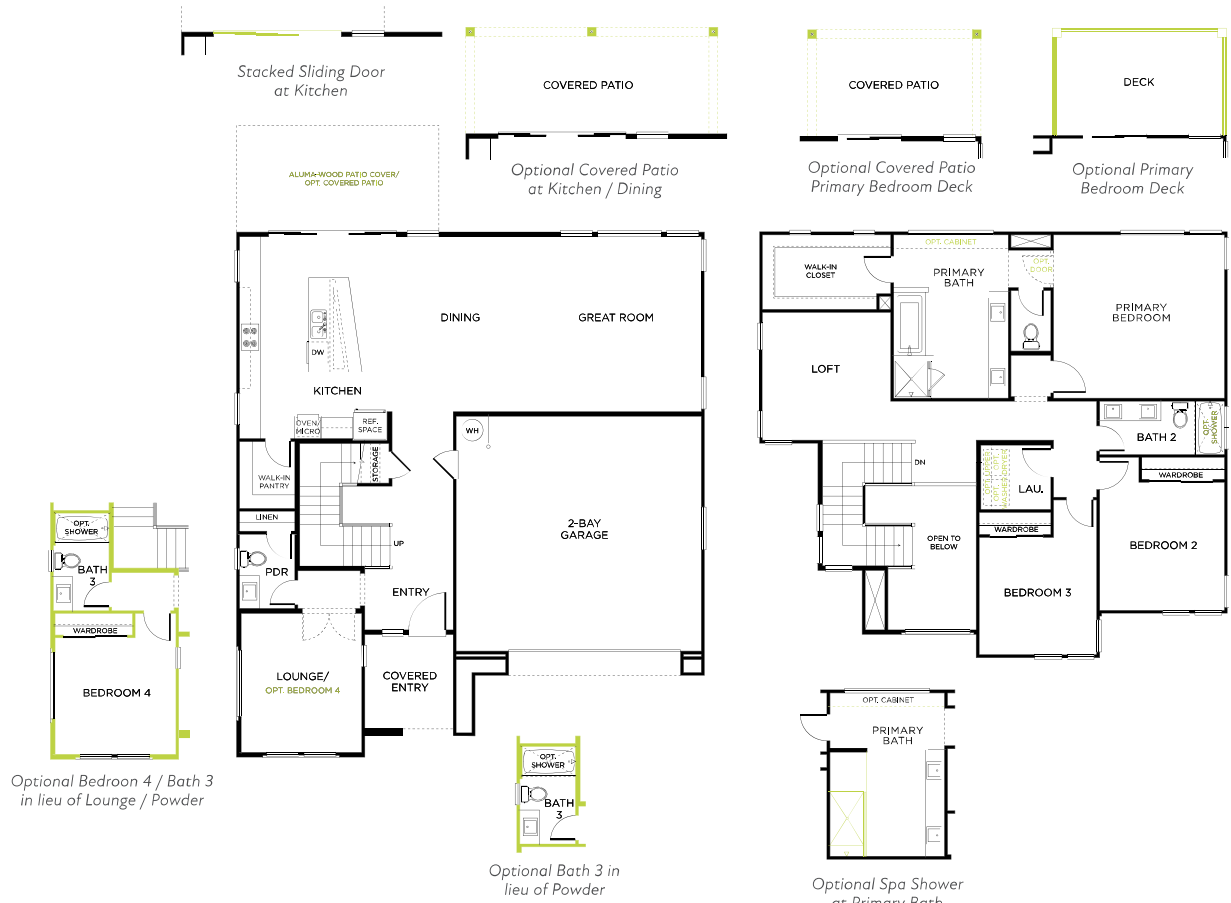 Stacked Sliding Door
at Kitchen
COVERED PATIO
Optional Covered Patio
at Kitchen / Dining
COVERED PATIO
Optional Covered Patio
Primary Bedroom Deck
DECK
Optional Primary
Bedroom Deck
ALUMA-WOOD PATIO COVER/
OPT. COVERED PATIO
DINING
GREAT ROOM
DW
KITCHEN
OVEN/
MICRO
REF.
SPACE
WH
STORAGE
WALK-IN
PANTRY
LINEN
PDR
UP
2-BAY
GARAGE
ENTRY
LOUNGE/
OPT. BEDROOM 4
COVERED
ENTRY
OPT. CABINET
WALK-IN
CLOSET
PRIMARY
BATH
OPT.
DOOR
PRIMARY
BEDROOM
LOFT
BATH 2
OPT.
SHOWER
DN
LAU.
WARDROBE
WARDROBE
OPEN TO
BELOW
BEDROOM 2
BEDROOM 3
OPT.
SHOWER
BATH
3
WARDROBE
BEDROOM 4
Optional Bedroon 4 / Bath 3
in lieu of Lounge / Powder
OPT.
SHOWER
BATH
3
Optional Bath 3 in
lieu of Powder
OPT. CABINET
PRIMARY
BATH
Optional Spa Shower
at Primary Bath